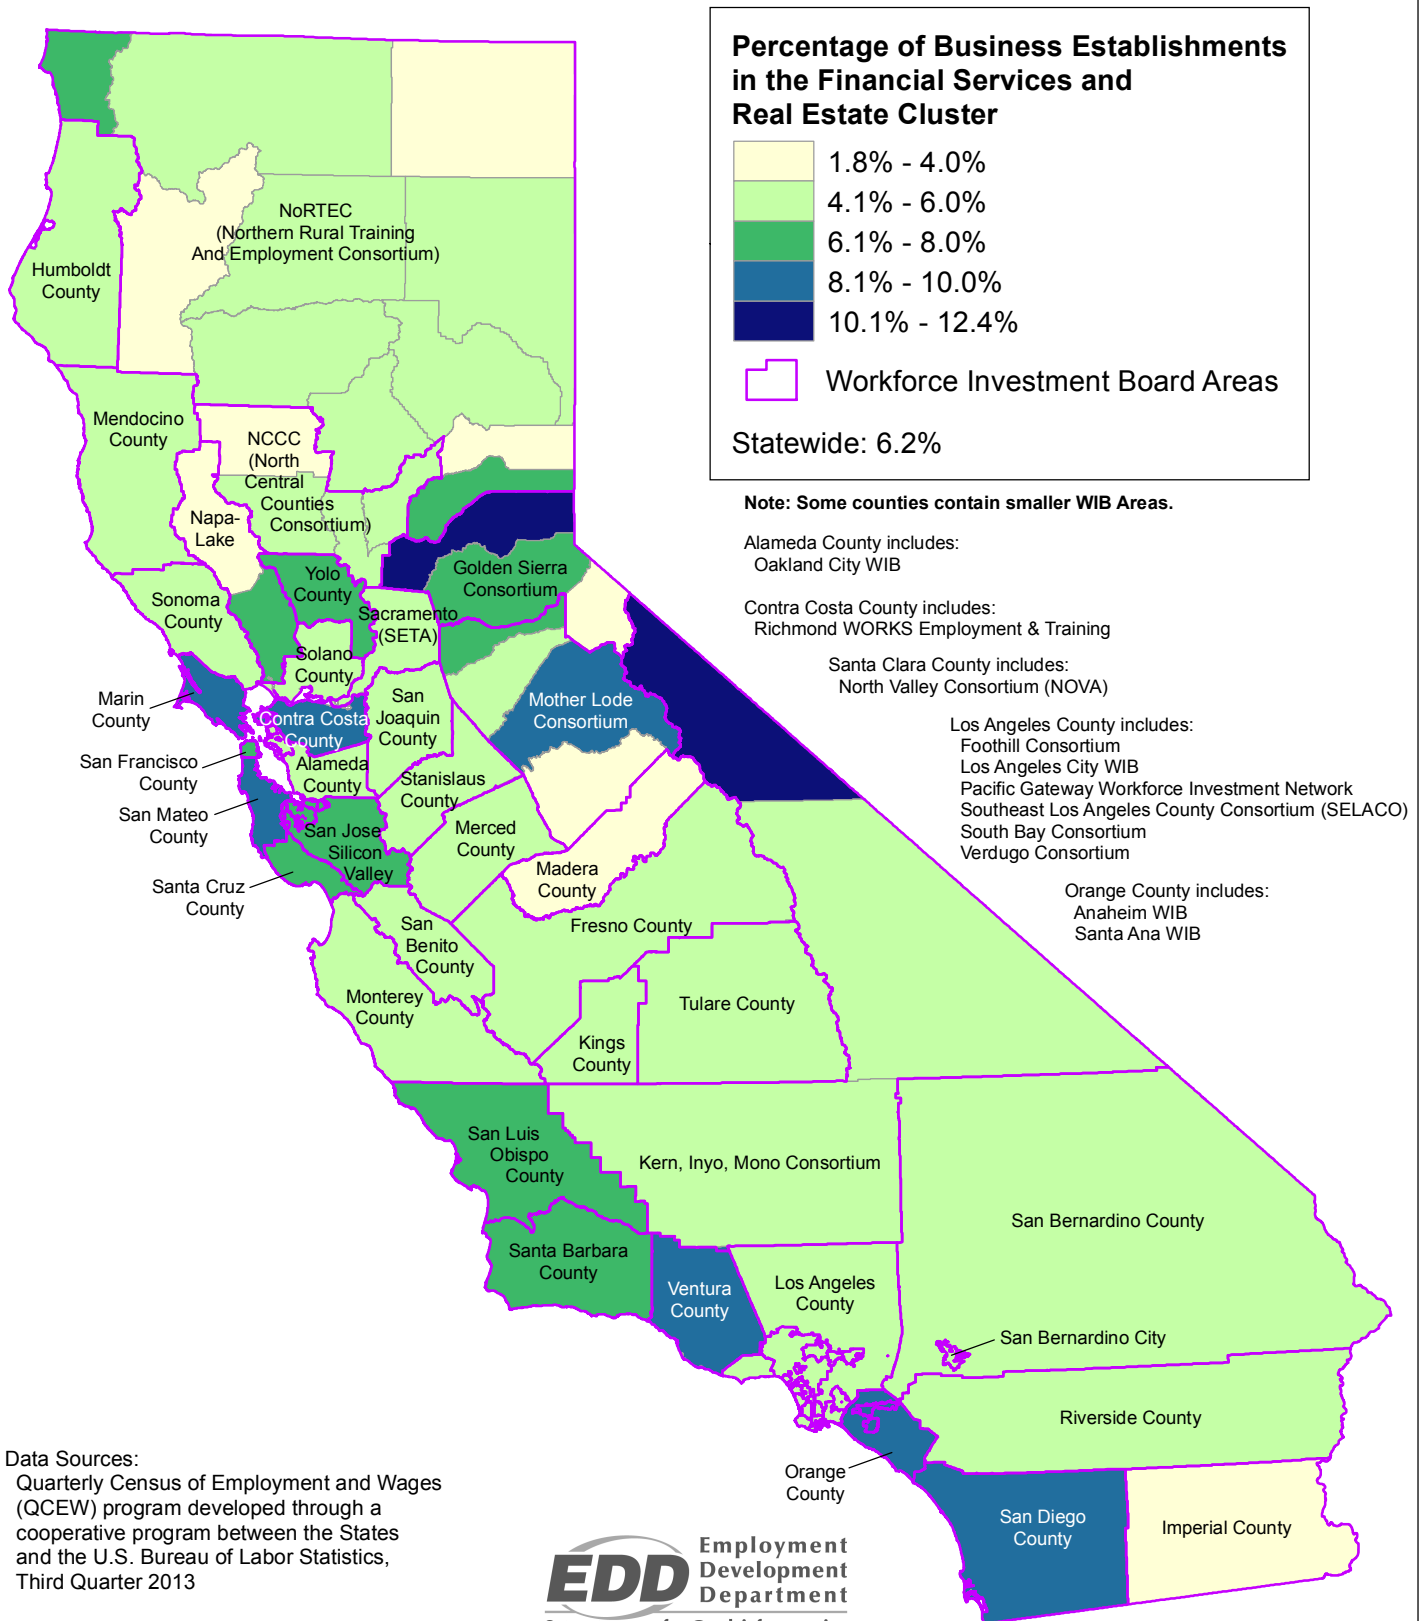 Percentage of Business Establishments
in the Financial Services and
Real Estate Cluster
1.8% - 4.0%
4.1% - 6.0%
6.1% - 8.0%
8.1% - 10.0%
10.1% - 12.4%
Workforce Investment Board Areas
Statewide: 6.2%
Note: Some counties contain smaller WIB Areas.
Alameda County includes:
Oakland City WIB
Contra Costa County includes:
Richmond WORKS Employment & Training
Santa Clara County includes:
North Valley Consortium (NOVA)
Los Angeles County includes:
Foothill Consortium
Los Angeles City WIB
Pacific Gateway Workforce Investment Network
Southeast Los Angeles County Consortium (SELACO)
South Bay Consortium
Verdugo Consortium
Orange County includes:
Anaheim WIB
Santa Ana WIB
NoRTEC
(Northern Rural Training
And Employment Consortium)
Humboldt
County
Mendocino
County
NCCC
(North
Central
Counties
Consortium)
Napa-
Lake
Yolo
County
Golden Sierra
Consortium
Sonoma
County
Sacramento
(SETA)
Solano
County
Marin
County
Contra Costa
County
San
Joaquin
County
Mother Lode
Consortium
San Francisco
County
Alameda
County
Stanislaus
County
San Mateo
County
San Jose
Silicon
Valley
Merced
County
Santa Cruz
County
Madera
County
San
Benito
County
Fresno County
Monterey
County
Tulare County
Kings
County
San Luis
Obispo
County
Kern, Inyo, Mono Consortium
San Bernardino County
Santa Barbara
County
Ventura
County
Los Angeles
County
San Bernardino City
Riverside County
Orange
County
San Diego
County
Imperial County
Data Sources:
Quarterly Census of Employment and Wages
(QCEW) program developed through a
cooperative program between the States
and the U.S. Bureau of Labor Statistics,
Third Quarter 2013
EDD
Employment
Development
Department